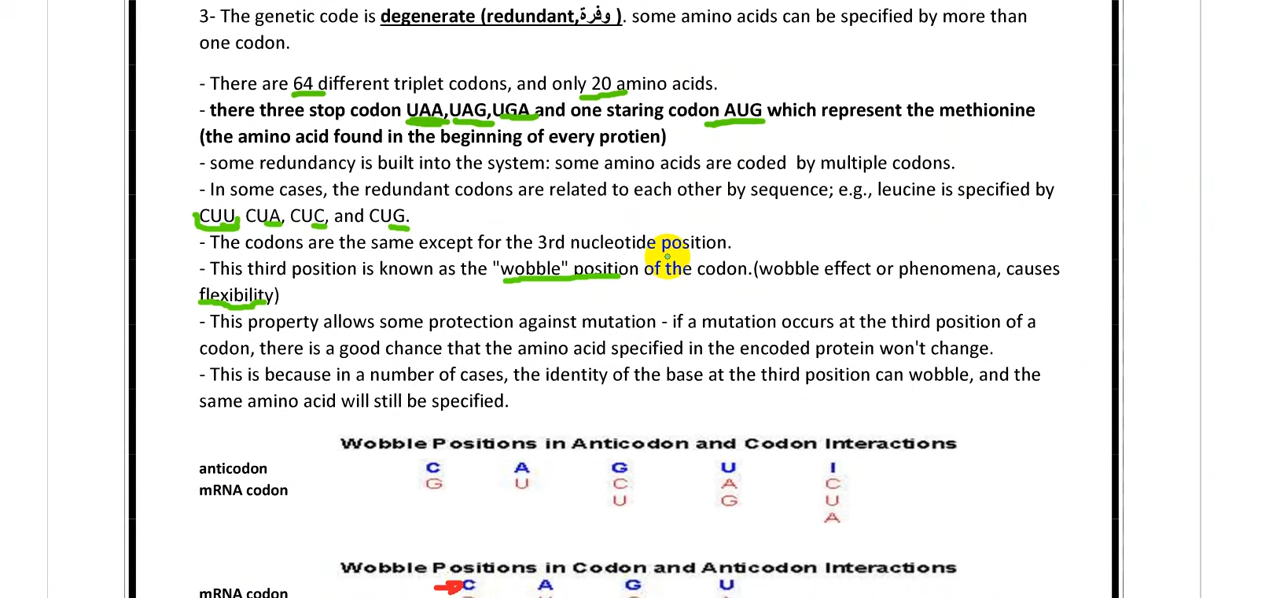 3- The genetic code is degenerate (redundant,وفرة ). some amino acids can be specified by more than
one codon.
- There are 64 different triplet codons, and only 20 amino acids.
- there three stop codon UAA,UAG,UGA and one staring codon AUG which represent the methionine
(the amino acid found in the beginning of every protien)
- some redundancy is built into the system: some amino acids are coded by multiple codons.
- In some cases, the redundant codons are related to each other by sequence; e.g., leucine is specified by
CUU, CUA, CUC, and CUG.
- The codons are the same except for the 3rd nucleotide position.
- This third position is known as the "wobble" position of the codon.(wobble effect or phenomena, causes
flexibility)
- This property allows some protection against mutation - if a mutation occurs at the third position of a
codon, there is a good chance that the amino acid specified in the encoded protein won't change.
- This is because in a number of cases, the identity of the base at the third position can wobble, and the
same amino acid will still be specified.
Wobble Positions in Anticodon and Codon Interactions
anticodon C A G U I
mRNA codon G U C A C
U G U
A
Wobble Positions in Codon and Anticodon Interactions
mRNA codon C A G U